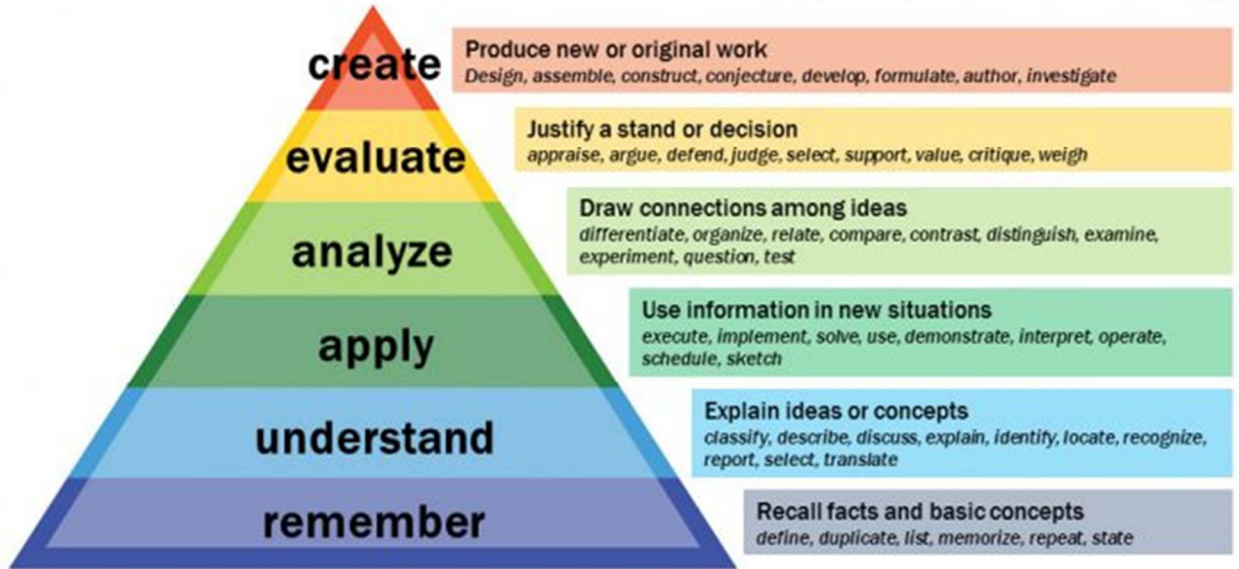 create
Produce new or original work
Design, assemble, construct, conjecture, develop, formulate, author, investigate
evaluate
Justify a stand or decision
appraise, argue, defend, judge, select, support, value, critique, weigh
analyze
Draw connections among ideas
differentiate, organize, relate, compare, contrast, distinguish, examine,
experiment, question, test
apply
Use information in new situations
execute, implement, solve, use, demonstrate, interpret, operate,
schedule, sketch
understand
Explain ideas or concepts
classify, describe, discuss, explain, identify, locate, recognize,
report, select, translate
remember
Recall facts and basic concepts
define, duplicate, list, memorize, repeat, state